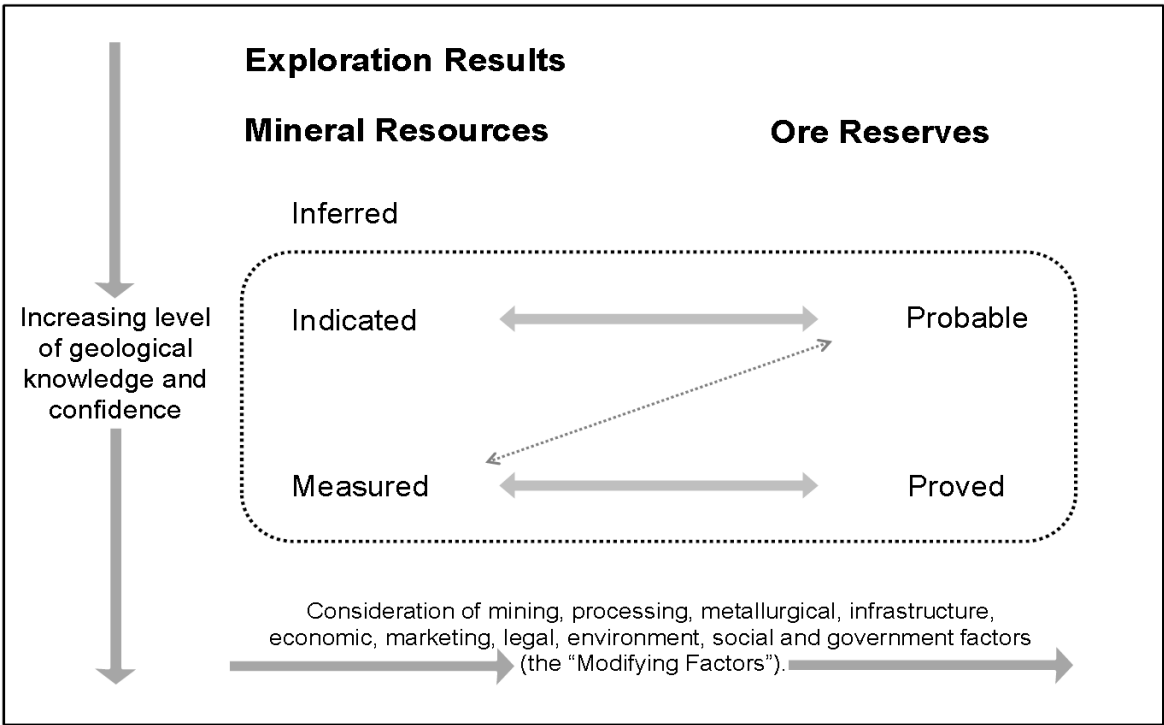 Exploration Results
Mineral Resources
Ore Reserves
Inferred
Increasing level
of geological
knowledge and
confidence
Indicated
Probable
Measured
Proved
Consideration of mining, processing, metallurgical, infrastructure,
economic, marketing, legal, environment, social and government factors
(the “Modifying Factors”).